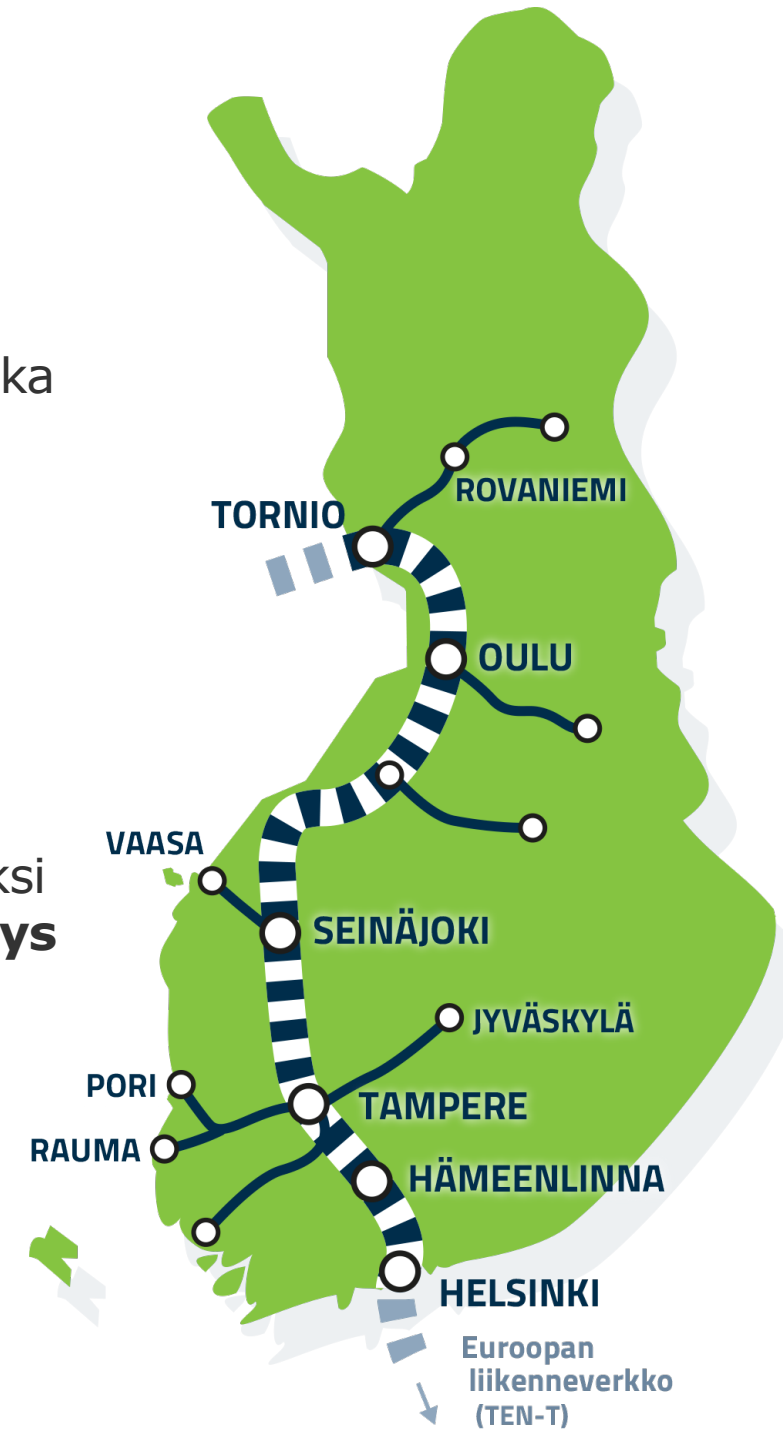 ka
ROVANIEMI
TORNIO
OULU
VAASA
ksi
SEINÄJOKI
ys
JYVÄSKYLÄ
PORI
TAMPERE
RAUMA
HÄMEENLINNA
HELSINKI
Euroopan
liikenneverkko
(TEN-T)